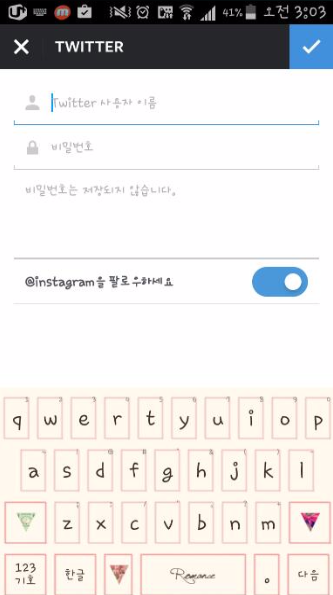 41% 오전 3:03
TWITTER
Twitter 사용자 이름
비밀번호
비밀번호는 저장되지 않습니다.
@instagram을 팔로우하세요
q w e r t y u i o p
a s d f g h j k l
z x c v b n m
123 기호 한글 Romance 。 다음